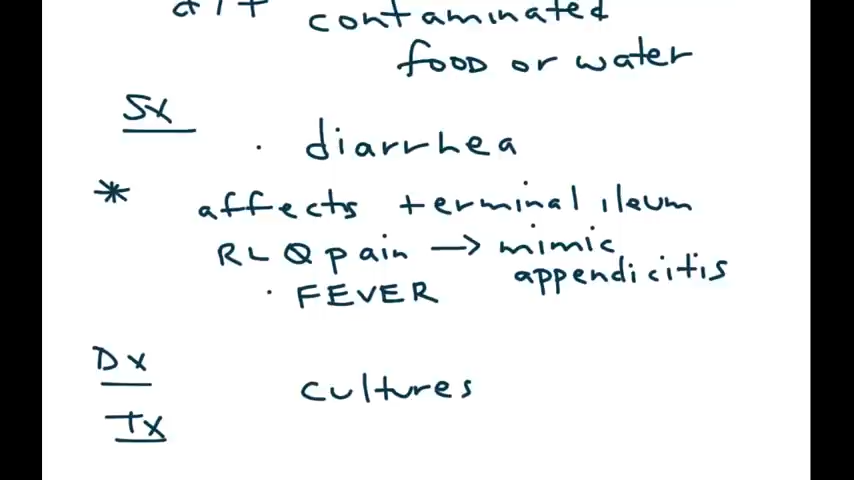 contaminated
food or water
Sx
· diarrhea
* affects terminal ileum
RLQ pain → mimic
appendicitis
· FEVER
Dx
cultures
Tx